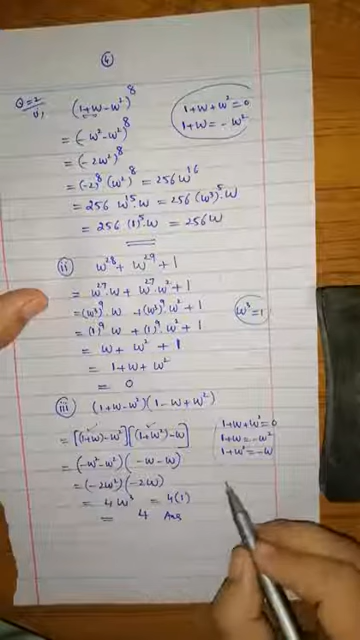 ④
Q=2
i) (1+w-w²)⁸
1+w+w²=0
1+w=-w²
= (-w²-w²)⁸
= (-2w²)⁸
= (-2)⁸ (w²)⁸ = 256w¹⁶
= 256 w¹⁵.w = 256 (w³)⁵.w
= 256 (1)⁵.w = 256w
ii) w²⁸ + w²⁹ + 1
= w²⁷.w + w²⁷.w² + 1
= (w³)⁹.w + (w³)⁹.w² + 1
w³=1
= (1)⁹.w + (1)⁹.w² + 1
= w + w² + 1
= 1+w+w²
= 0
iii) (1+w-w²)(1-w+w²)
= [(1+w)-w²][(1+w²)-w]
1+w+w²=0
1+w=-w²
1+w²=-w
= (-w²-w²)(-w-w)
= (-2w²)(-2w)
= 4w³ = 4(1)
= 4 Ans